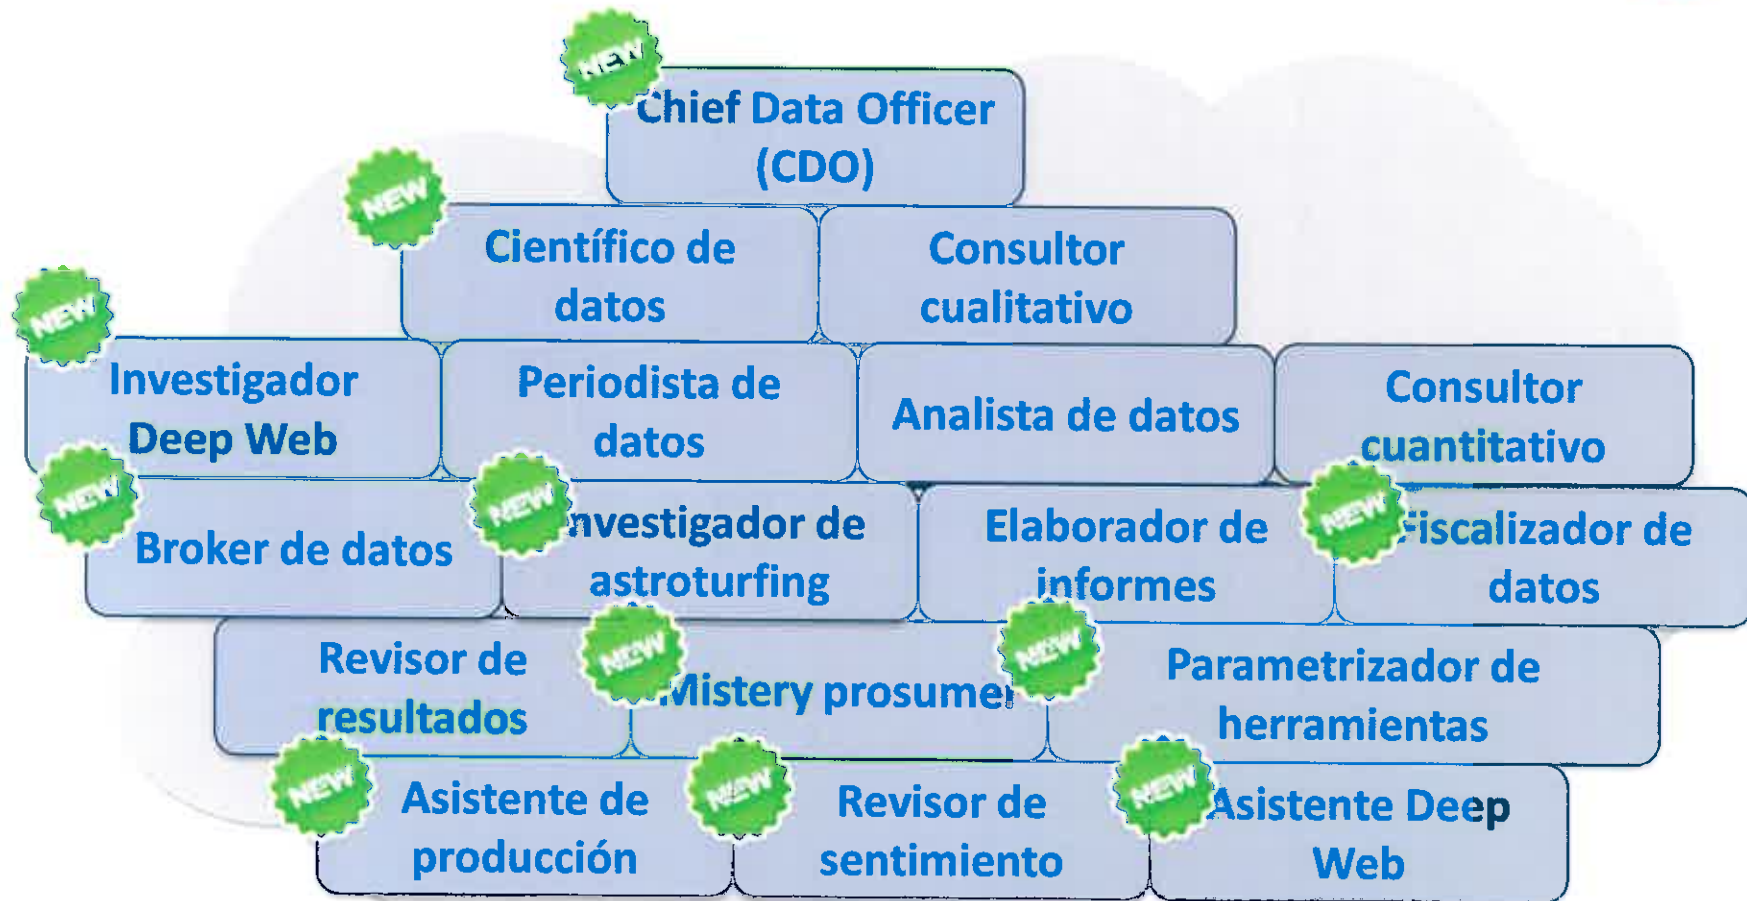 NEW
Chief Data Officer
(CDO)
NEW
Científico de
datos
Consultor
cualitativo
NEW
Investigador
Deep Web
Periodista de
datos
Analista de datos
Consultor
cuantitativo
NEW
Broker de datos
NEW
nvestigador de
astroturfing
Elaborador de
informes
NEW
Fiscalizador de
datos
Revisor de
resultados
NEW
Mistery prosumer
NEW
Parametrizador de
herramientas
NEW
Asistente de
producción
NEW
Revisor de
sentimiento
NEW
Asistente Deep
Web